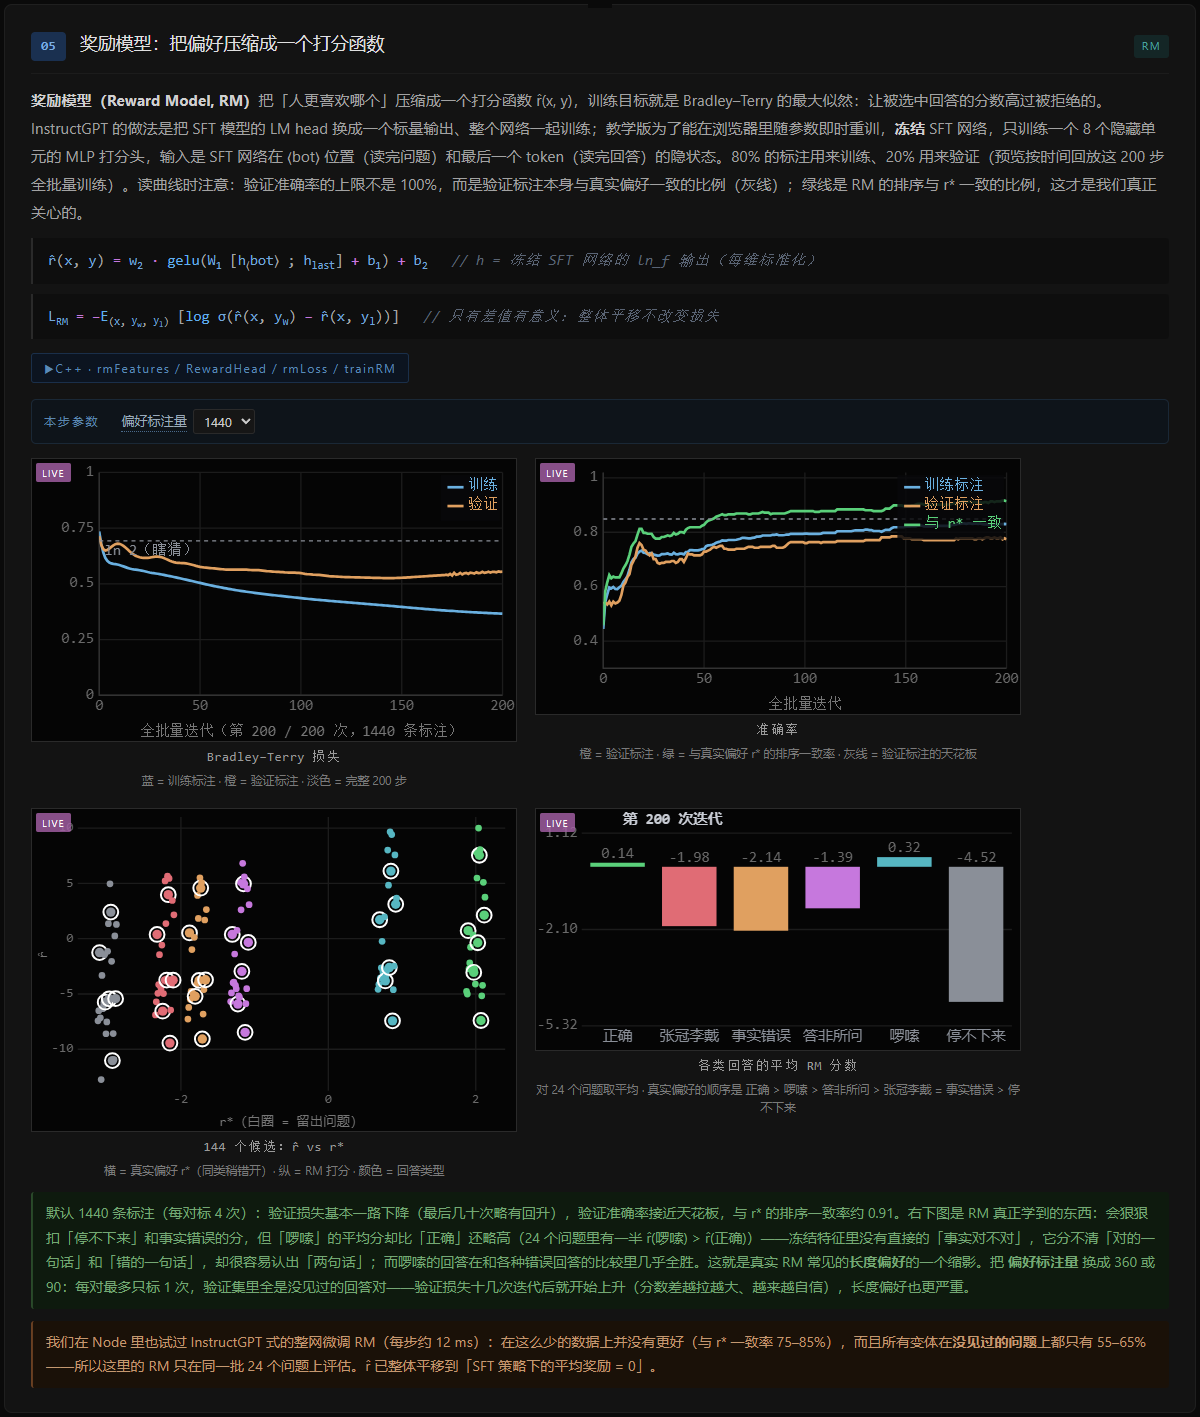 05 奖励模型：把偏好压缩成一个打分函数 RM
奖励模型（Reward Model, RM）把「人更喜欢哪个」压缩成一个打分函数 r̂(x, y)，训练目标就是 Bradley–Terry 的最大似然：让被选中回答的分数高过被拒绝的。
InstructGPT 的做法是把 SFT 模型的 LM head 换成一个标量输出、整个网络一起训练；教学版为了能在浏览器里随参数即时重训，冻结 SFT 网络，只训练一个 8 个隐藏单
元的 MLP 打分头，输入是 SFT 网络在 ⟨bot⟩ 位置（读完问题）和最后一个 token（读完回答）的隐状态。80% 的标注用来训练、20% 用来验证（预览按时间回放这 200 步
全批量训练）。读曲线时注意：验证准确率的上限不是 100%，而是验证标注本身与真实偏好一致的比例（灰线）；绿线是 RM 的排序与 r* 一致的比例，这才是我们真正
关心的。
r̂(x, y) = w2 · gelu(W1 [h⟨bot⟩ ; hlast] + b1) + b2 // h = 冻结 SFT 网络的 ln_f 输出（每维标准化）
LRM = −E(x, yw, yl) [log σ(r̂(x, yw) − r̂(x, yl))] // 只有差值有意义：整体平移不改变损失
▶C++ · rmFeatures / RewardHead / rmLoss / trainRM
本步参数 偏好标注量 1440
LIVE
1
0.75
0.5
0.25
0
训练
验证
ln 2（瞎猜）
0 50 100 150 200
全批量迭代（第 200 / 200 次，1440 条标注）
Bradley–Terry 损失
蓝 = 训练标注 · 橙 = 验证标注 · 淡色 = 完整 200 步
LIVE
1
0.8
0.6
0.4
训练标注
验证标注
与 r* 一致
0 50 100 150 200
全批量迭代
准确率
橙 = 验证标注 · 绿 = 与真实偏好 r* 的排序一致率 · 灰线 = 验证标注的天花板
LIVE
5
0
-5
-10
r̂
-2 0 2
r*（白圈 = 留出问题）
144 个候选：r̂ vs r*
横 = 真实偏好 r*（同类稍错开）· 纵 = RM 打分 · 颜色 = 回答类型
LIVE
第 200 次迭代
1.12
-2.10
-5.32
0.14 -1.98 -2.14 -1.39 0.32 -4.52
正确 张冠李戴 事实错误 答非所问 啰嗦 停不下来
各类回答的平均 RM 分数
对 24 个问题取平均 · 真实偏好的顺序是 正确 > 啰嗦 > 答非所问 > 张冠李戴 = 事实错误 > 停
不下来
默认 1440 条标注（每对标 4 次）：验证损失基本一路下降（最后几十次略有回升），验证准确率接近天花板，与 r* 的排序一致率约 0.91。右下图是 RM 真正学到的东西：会狠狠
扣「停不下来」和事实错误的分，但「啰嗦」的平均分却比「正确」还略高（24 个问题里有一半 r̂(啰嗦) > r̂(正确)）——冻结特征里没有直接的「事实对不对」，它分不清「对的一
句话」和「错的一句话」，却很容易认出「两句话」；而啰嗦的回答在和各种错误回答的比较里几乎全胜。这就是真实 RM 常见的长度偏好的一个缩影。把 偏好标注量 换成 360 或
90：每对最多只标 1 次，验证集里全是没见过的回答对——验证损失十几次迭代后就开始上升（分数差越拉越大、越来越自信），长度偏好也更严重。
我们在 Node 里也试过 InstructGPT 式的整网微调 RM（每步约 12 ms）：在这么少的数据上并没有更好（与 r* 一致率 75–85%），而且所有变体在没见过的问题上都只有 55–65%
——所以这里的 RM 只在同一批 24 个问题上评估。r̂ 已整体平移到「SFT 策略下的平均奖励 = 0」。